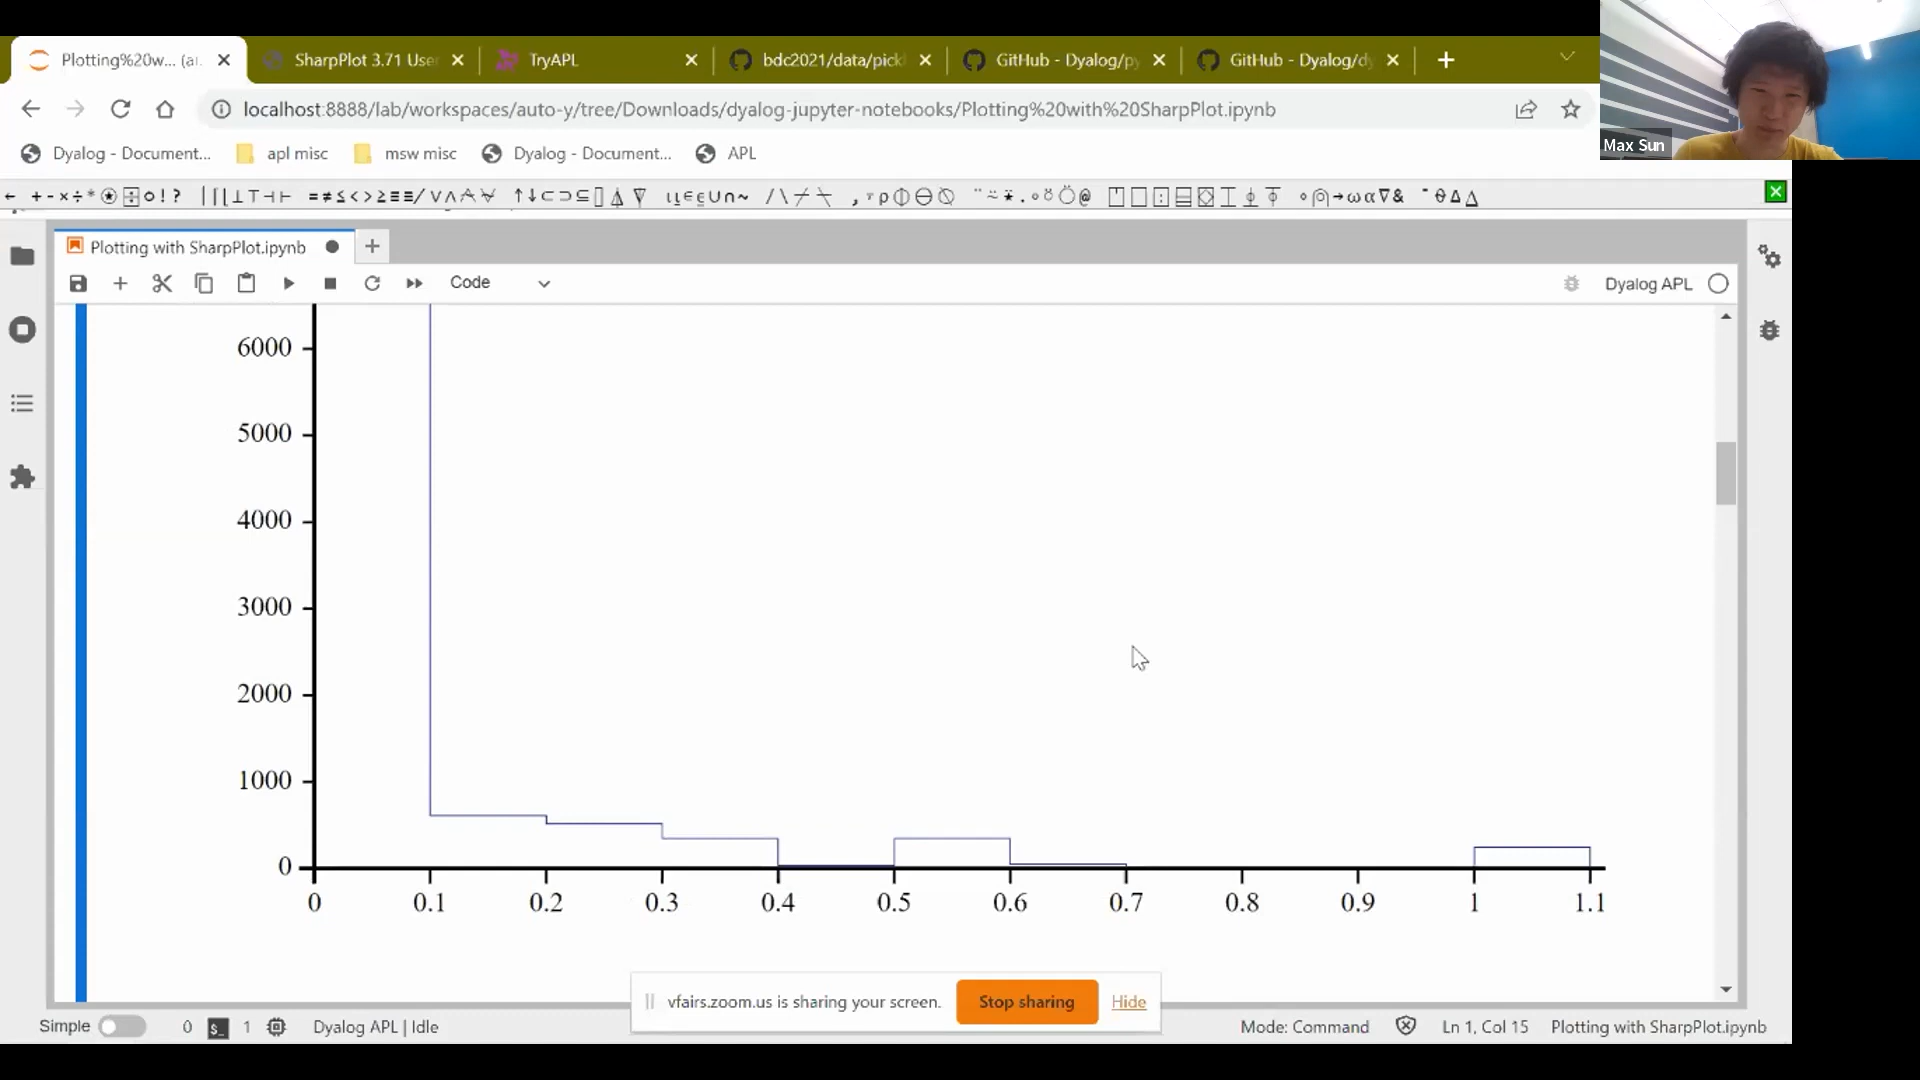 Plotting%20w... (au
SharpPlot 3.71 User
TryAPL
bdc2021/data/pickl
GitHub - Dyalog/py
GitHub - Dyalog/dy
Max Sun
localhost:8888/lab/workspaces/auto-y/tree/Downloads/dyalog-jupyter-notebooks/Plotting%20with%20SharpPlot.ipynb
Dyalog - Document...
apl misc
msw misc
Dyalog - Document...
APL
Plotting with SharpPlot.ipynb
Code
Dyalog APL
6000
5000
4000
3000
2000
1000
0
0 0.1 0.2 0.3 0.4 0.5 0.6 0.7 0.8 0.9 1 1.1
vfairs.zoom.us is sharing your screen.
Stop sharing
Hide
Simple
0
1
Dyalog APL | Idle
Mode: Command
Ln 1, Col 15
Plotting with SharpPlot.ipynb